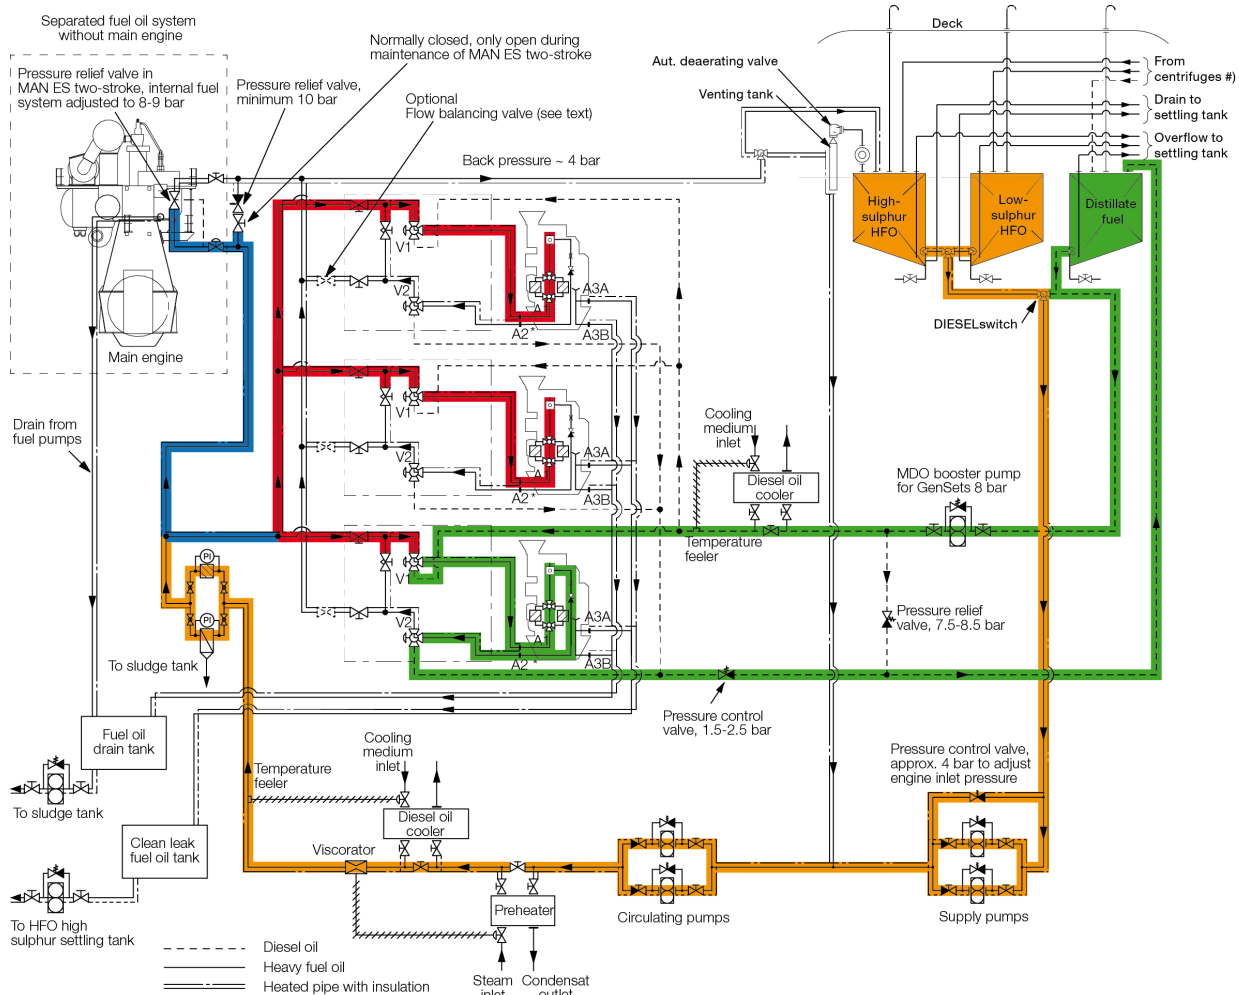 Separated fuel oil system
without main engine
Pressure relief valve in
MAN ES two-stroke, internal fuel
system adjusted to 8-9 bar
Pressure relief valve,
minimum 10 bar
Normally closed, only open during
maintenance of MAN ES two-stroke
Optional
Flow balancing valve (see text)
Back pressure ~ 4 bar
Aut. deaerating valve
Venting tank
Deck
From
centrifuges #)
Drain to
settling tank
Overflow to
settling tank
High-
sulphur
HFO
Low-
sulphur
HFO
Distillate
fuel
DIESELswitch
Main engine
Drain from
fuel pumps
V1
V2
A1
A2 *
A3A
A3B
V1
V2
A1
A2 *
A3A
A3B
V1
V2
A1
A2 *
A3A
A3B
Cooling
medium
inlet
Diesel oil
cooler
Temperature
feeler
MDO booster pump
for GenSets 8 bar
Pressure relief
valve, 7.5-8.5 bar
Pressure control
valve, 1.5-2.5 bar
PI
PI
To sludge tank
Fuel oil
drain tank
To sludge tank
Clean leak
fuel oil tank
To HFO high
sulphur settling tank
Temperature
feeler
Cooling
medium
inlet
Diesel oil
cooler
Viscorator
Preheater
Steam
inlet
Condensat
outlet
Circulating pumps
Pressure control valve,
approx. 4 bar to adjust
engine inlet pressure
Supply pumps
Diesel oil
Heavy fuel oil
Heated pipe with insulation